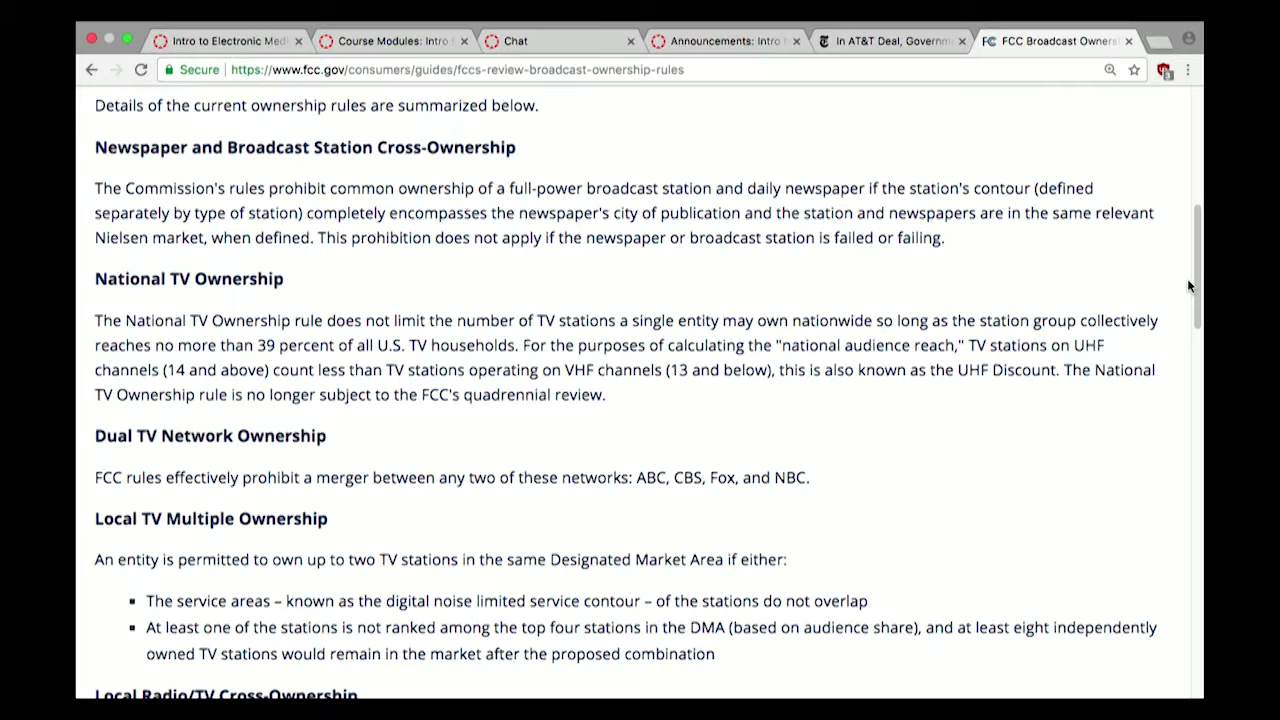 Intro to Electronic Med
Course Modules: Intro
Chat
Announcements: Intro
In AT&T Deal, Governm
FCC Broadcast Owners
Secure
https://www.fcc.gov/consumers/guides/fccs-review-broadcast-ownership-rules
Details of the current ownership rules are summarized below.
Newspaper and Broadcast Station Cross-Ownership
The Commission's rules prohibit common ownership of a full-power broadcast station and daily newspaper if the station's contour (defined
separately by type of station) completely encompasses the newspaper's city of publication and the station and newspapers are in the same relevant
Nielsen market, when defined. This prohibition does not apply if the newspaper or broadcast station is failed or failing.
National TV Ownership
The National TV Ownership rule does not limit the number of TV stations a single entity may own nationwide so long as the station group collectively
reaches no more than 39 percent of all U.S. TV households. For the purposes of calculating the "national audience reach," TV stations on UHF
channels (14 and above) count less than TV stations operating on VHF channels (13 and below), this is also known as the UHF Discount. The National
TV Ownership rule is no longer subject to the FCC's quadrennial review.
Dual TV Network Ownership
FCC rules effectively prohibit a merger between any two of these networks: ABC, CBS, Fox, and NBC.
Local TV Multiple Ownership
An entity is permitted to own up to two TV stations in the same Designated Market Area if either:
▪ The service areas – known as the digital noise limited service contour – of the stations do not overlap
▪ At least one of the stations is not ranked among the top four stations in the DMA (based on audience share), and at least eight independently
owned TV stations would remain in the market after the proposed combination
Local Radio/TV Cross-Ownership